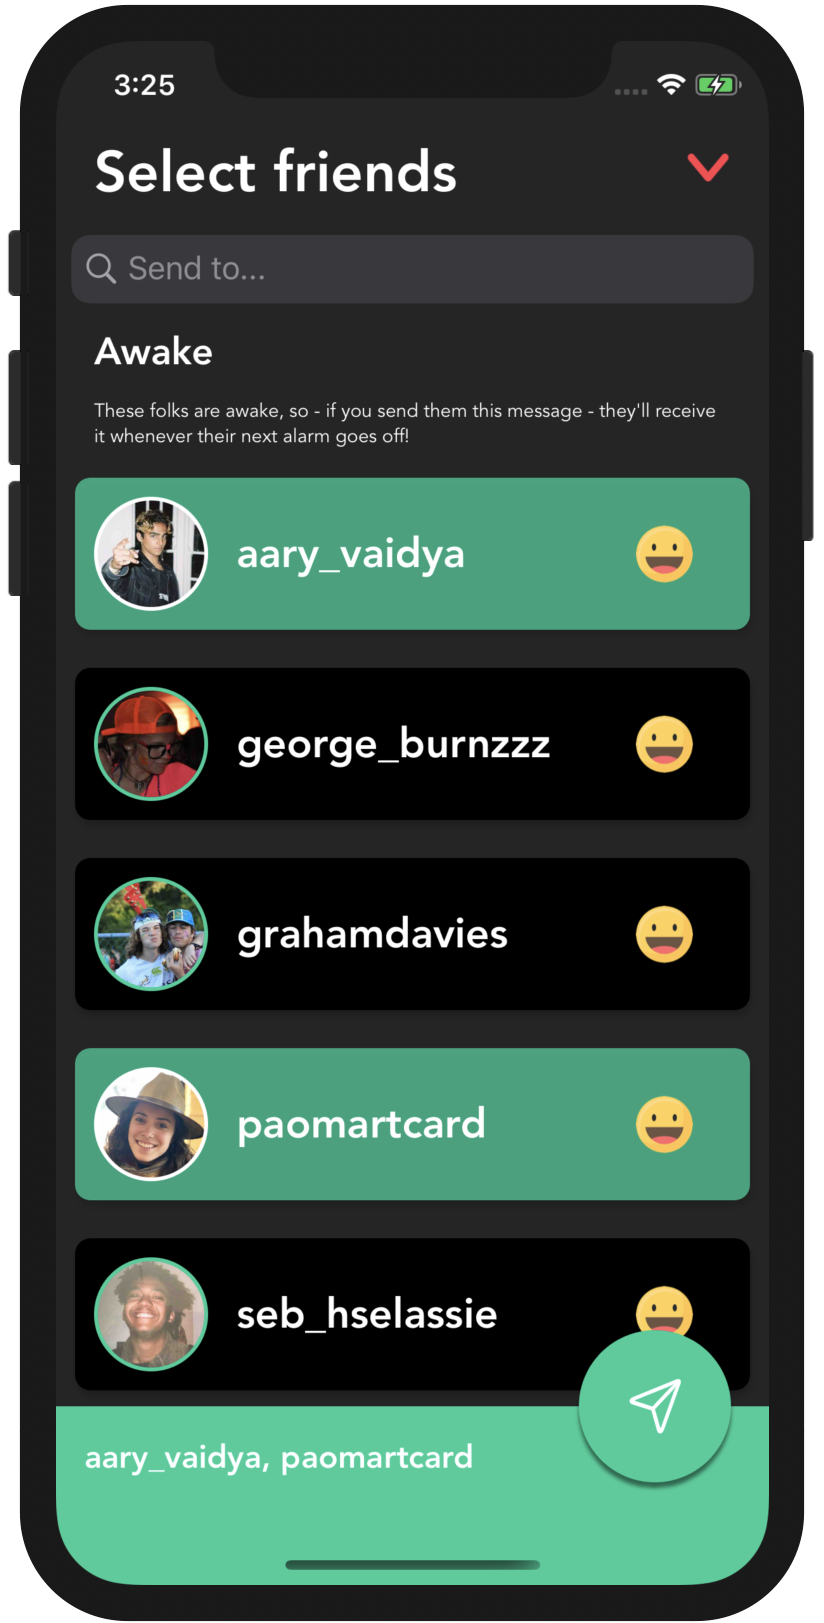 3:25
Select friends
Send to...
Awake
These folks are awake, so - if you send them this message - they'll receive
it whenever their next alarm goes off!
aary_vaidya
george_burnzzz
grahamdavies
paomartcard
seb_hselassie
aary_vaidya, paomartcard